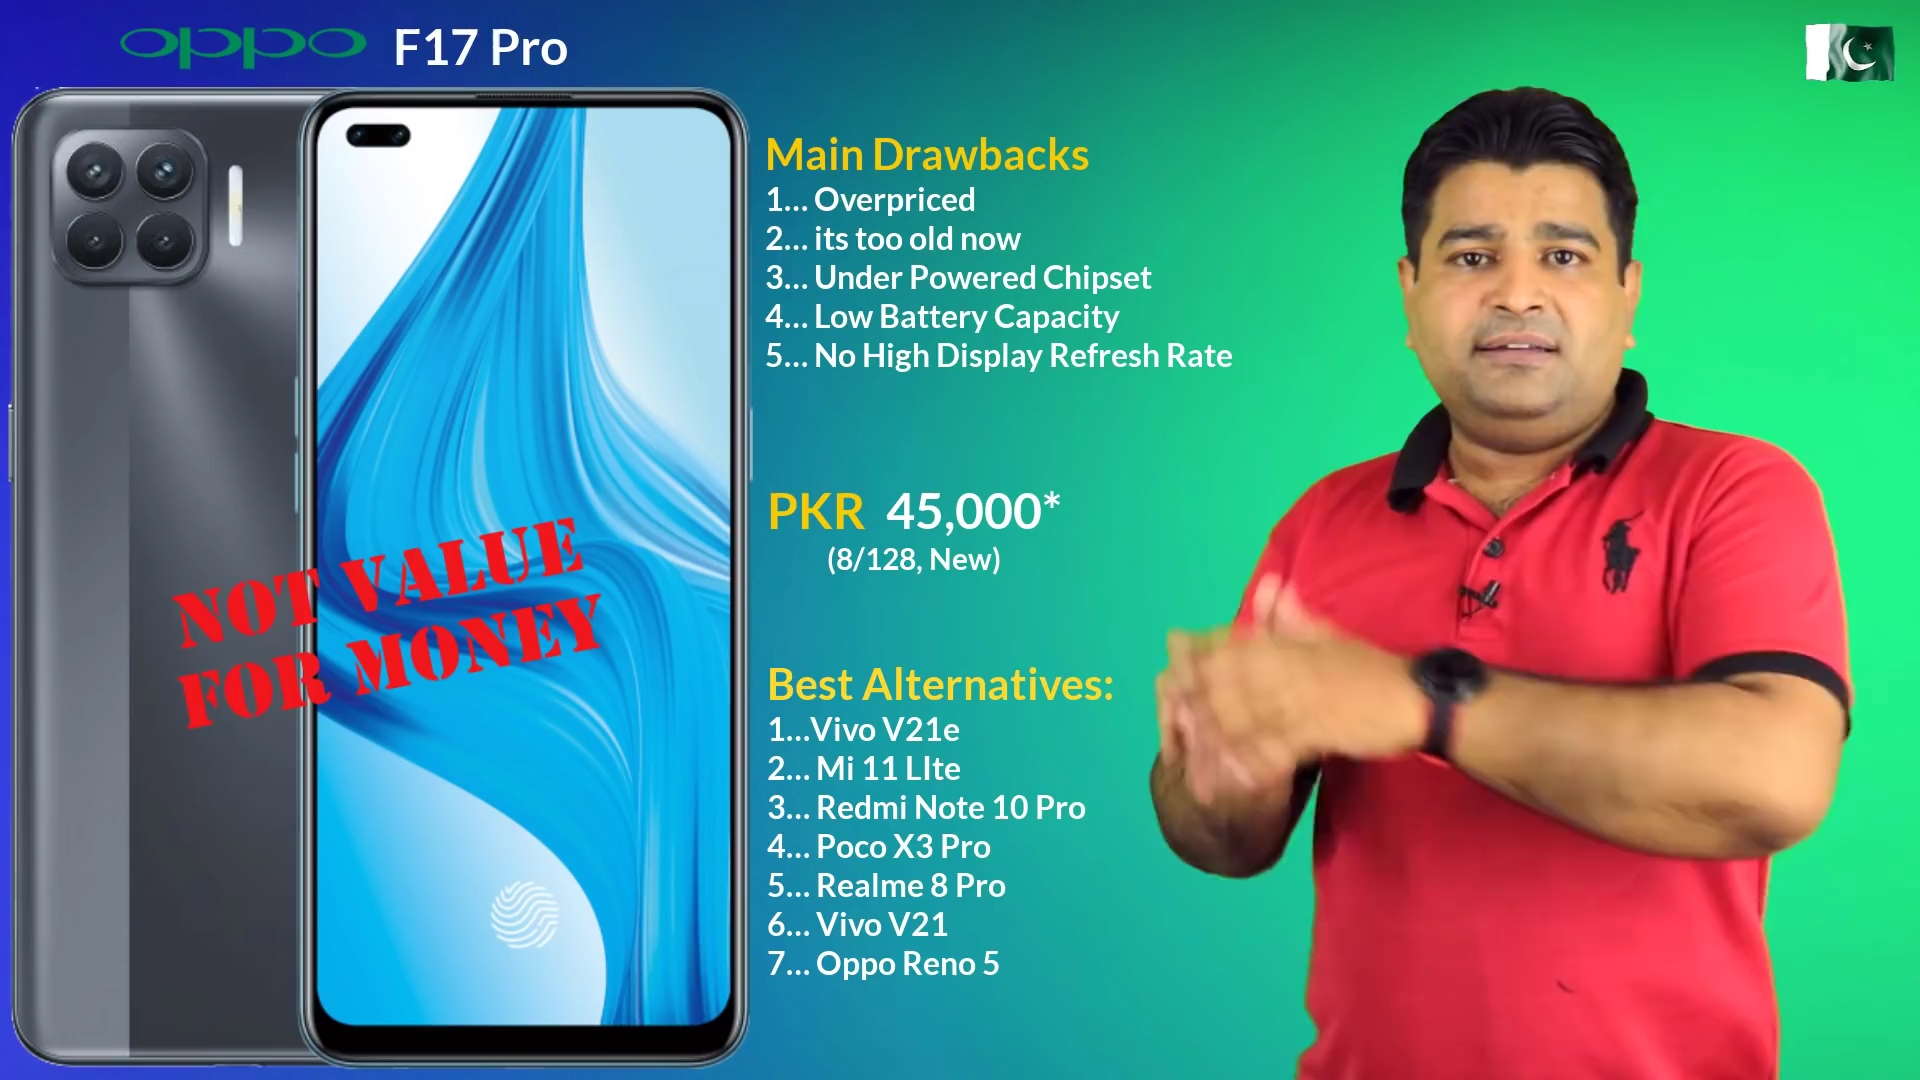 oppo F17 Pro
Main Drawbacks
1... Overpriced
2... its too old now
3... Under Powered Chipset
4... Low Battery Capacity
5... No High Display Refresh Rate
PKR 45,000*
(8/128, New)
NOT VALUE
FOR MONEY
Best Alternatives:
1...Vivo V21e
2... Mi 11 LIte
3... Redmi Note 10 Pro
4... Poco X3 Pro
5... Realme 8 Pro
6... Vivo V21
7... Oppo Reno 5